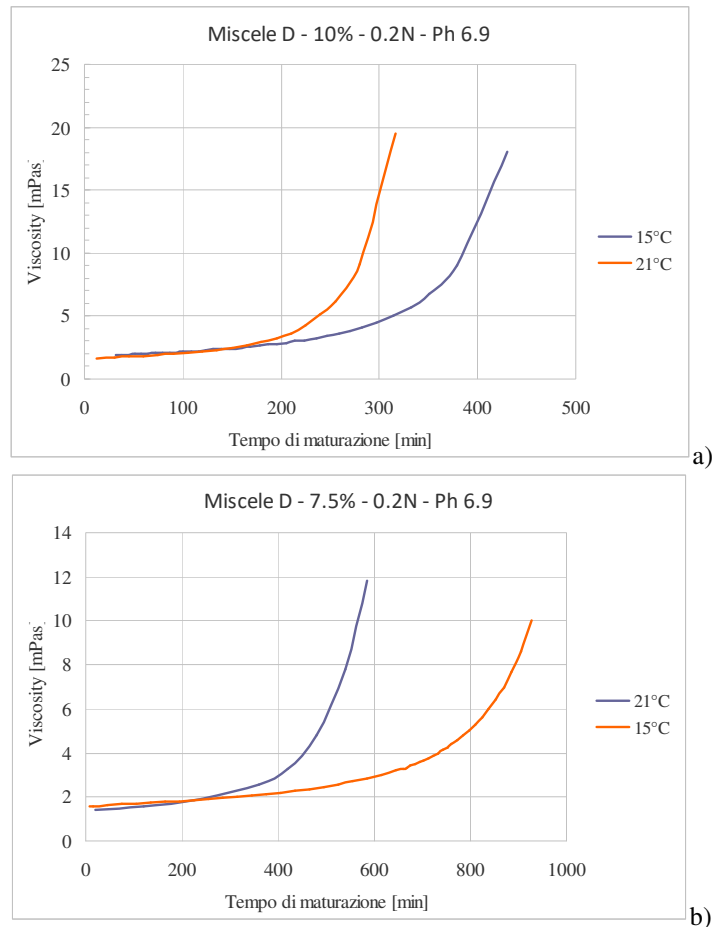 Miscele D - 10% - 0.2N - Ph 6.9
25
20
15
10
5
0
Viscosity [mPas]
0 100 200 300 400 500
Tempo di maturazione [min]
15°C
21°C
a)
Miscele D - 7.5% - 0.2N - Ph 6.9
14
12
10
8
6
4
2
0
Viscosity [mPas]
0 200 400 600 800 1000
Tempo di maturazione [min]
21°C
15°C
b)